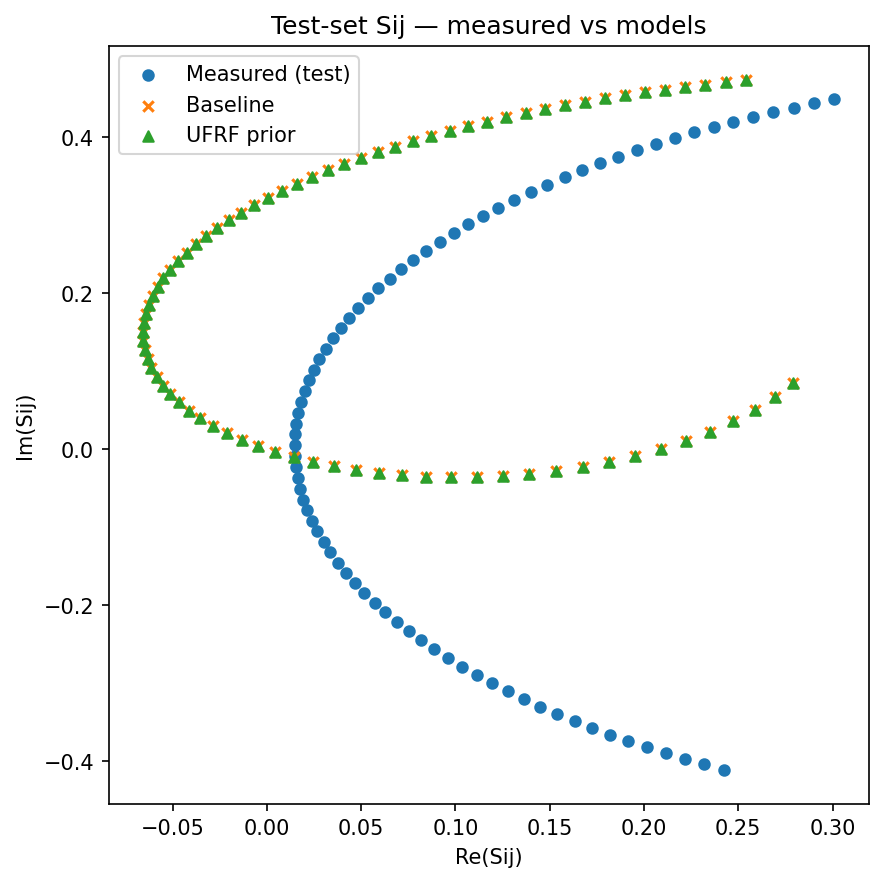 Test-set Sij — measured vs models
Measured (test)
Baseline
UFRF prior
0.4
0.2
0.0
−0.2
−0.4
Im(Sij)
−0.05
0.00
0.05
0.10
0.15
0.20
0.25
0.30
Re(Sij)